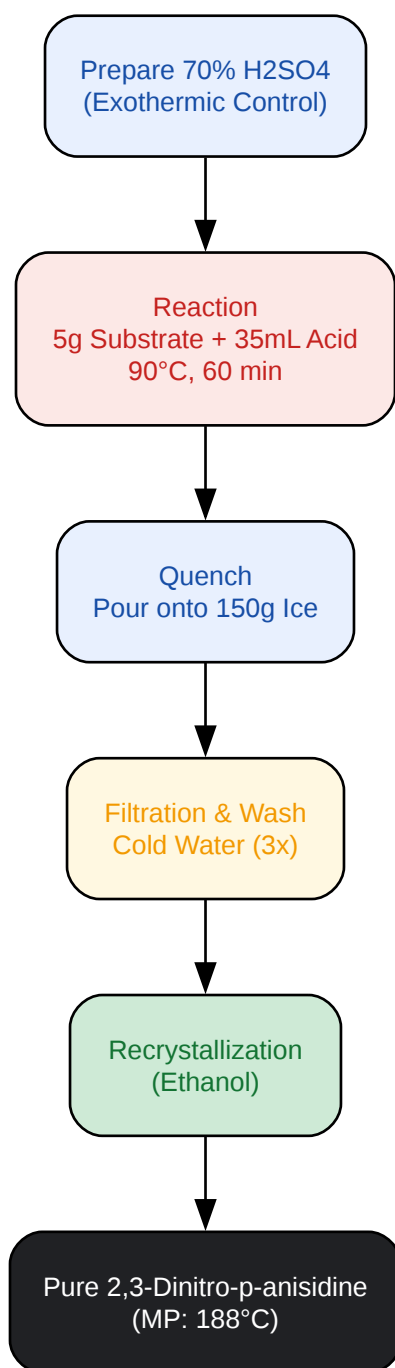 Prepare 70% H2SO4
(Exothermic Control)
Reaction
5g Substrate + 35mL Acid
90°C, 60 min
Quench
Pour onto 150g Ice
Filtration & Wash
Cold Water (3x)
Recrystallization
(Ethanol)
Pure 2,3-Dinitro-p-anisidine
(MP: 188°C)